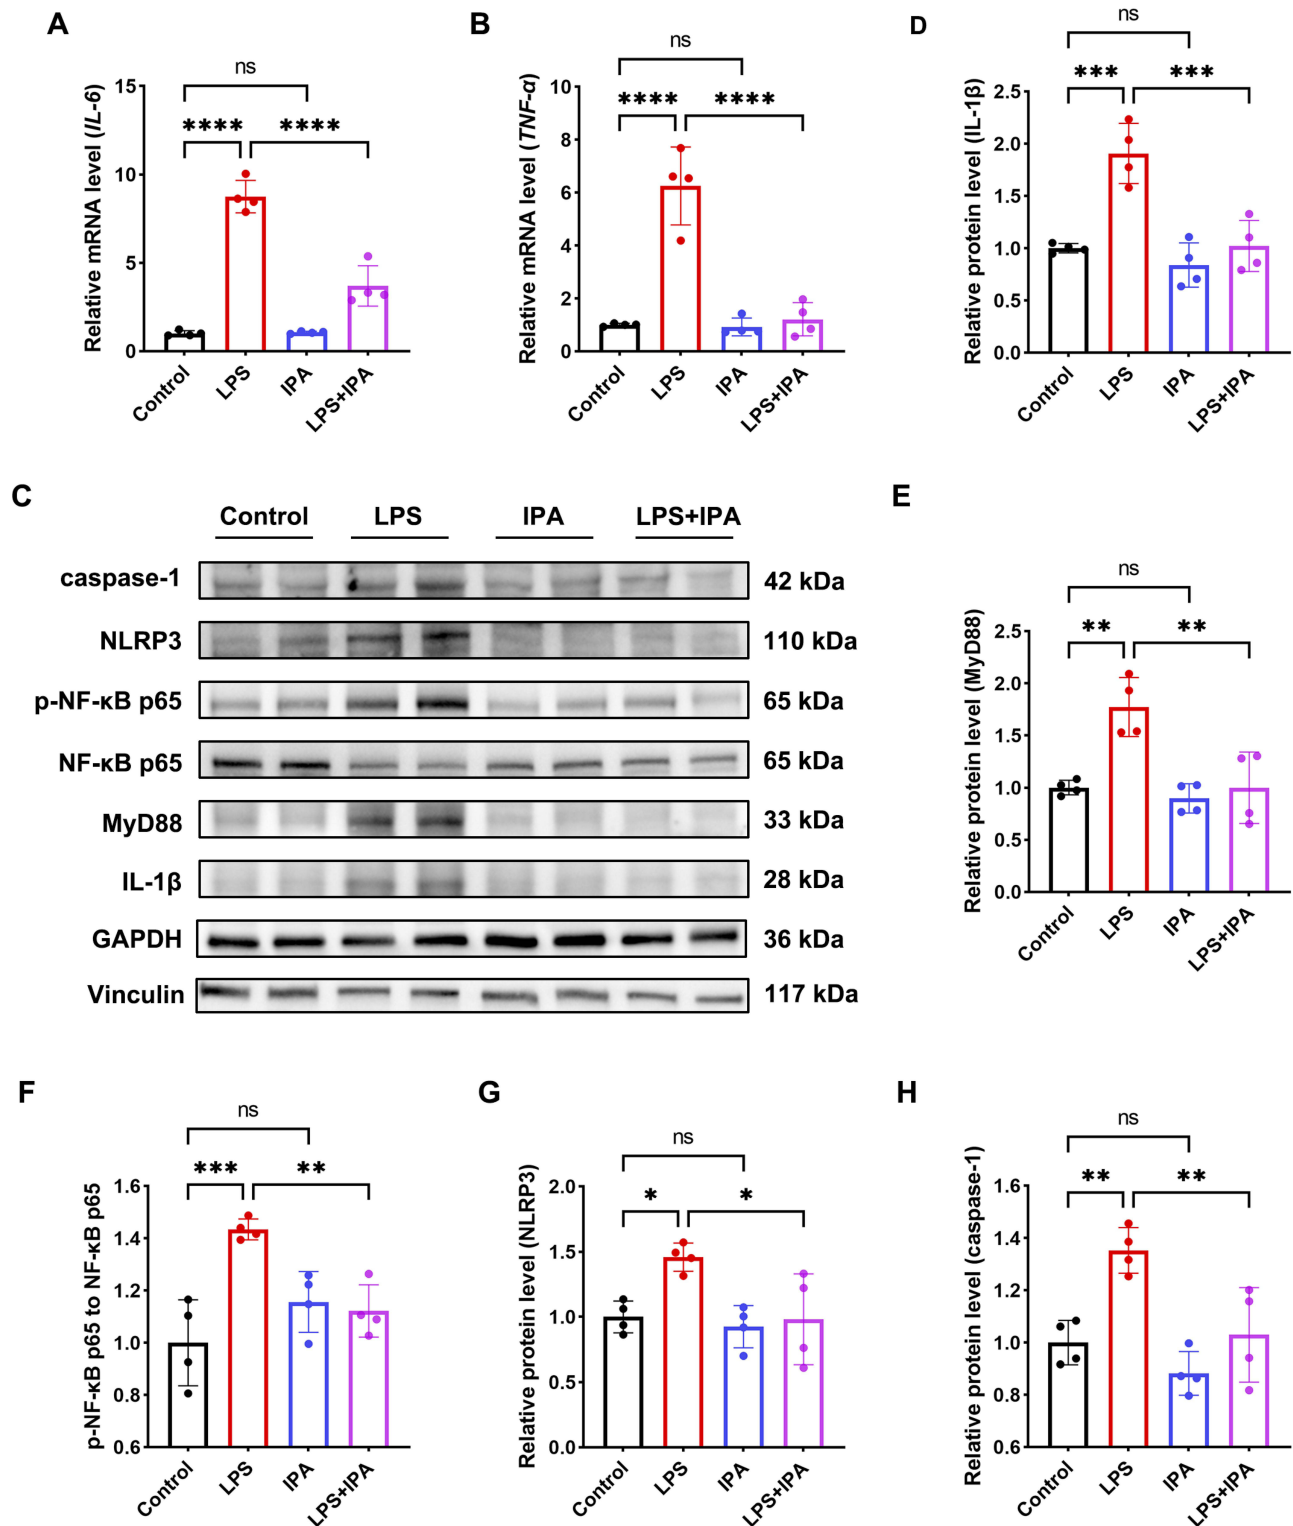 A
ns
**** ****
Relative mRNA level (IL-6)
15
10
5
0
Control
LPS
IPA
LPS+IPA
B
ns
**** ****
Relative mRNA level (TNF-α)
10
8
6
4
2
0
Control
LPS
IPA
LPS+IPA
D
ns
*** ***
Relative protein level (IL-1β)
2.5
2.0
1.5
1.0
0.5
0.0
Control
LPS
IPA
LPS+IPA
C
Control LPS IPA LPS+IPA
caspase-1 42 kDa
NLRP3 110 kDa
p-NF-κB p65 65 kDa
NF-κB p65 65 kDa
MyD88 33 kDa
IL-1β 28 kDa
GAPDH 36 kDa
Vinculin 117 kDa
E
ns
** **
Relative protein level (MyD88)
2.5
2.0
1.5
1.0
0.5
0.0
Control
LPS
IPA
LPS+IPA
F
ns
*** **
p-NF-κB p65 to NF-κB p65
1.6
1.4
1.2
1.0
0.8
0.6
Control
LPS
IPA
LPS+IPA
G
ns
* *
Relative protein level (NLRP3)
2.0
1.5
1.0
0.5
0.0
Control
LPS
IPA
LPS+IPA
H
ns
** **
Relative protein level (caspase-1)
1.6
1.4
1.2
1.0
0.8
0.6
Control
LPS
IPA
LPS+IPA